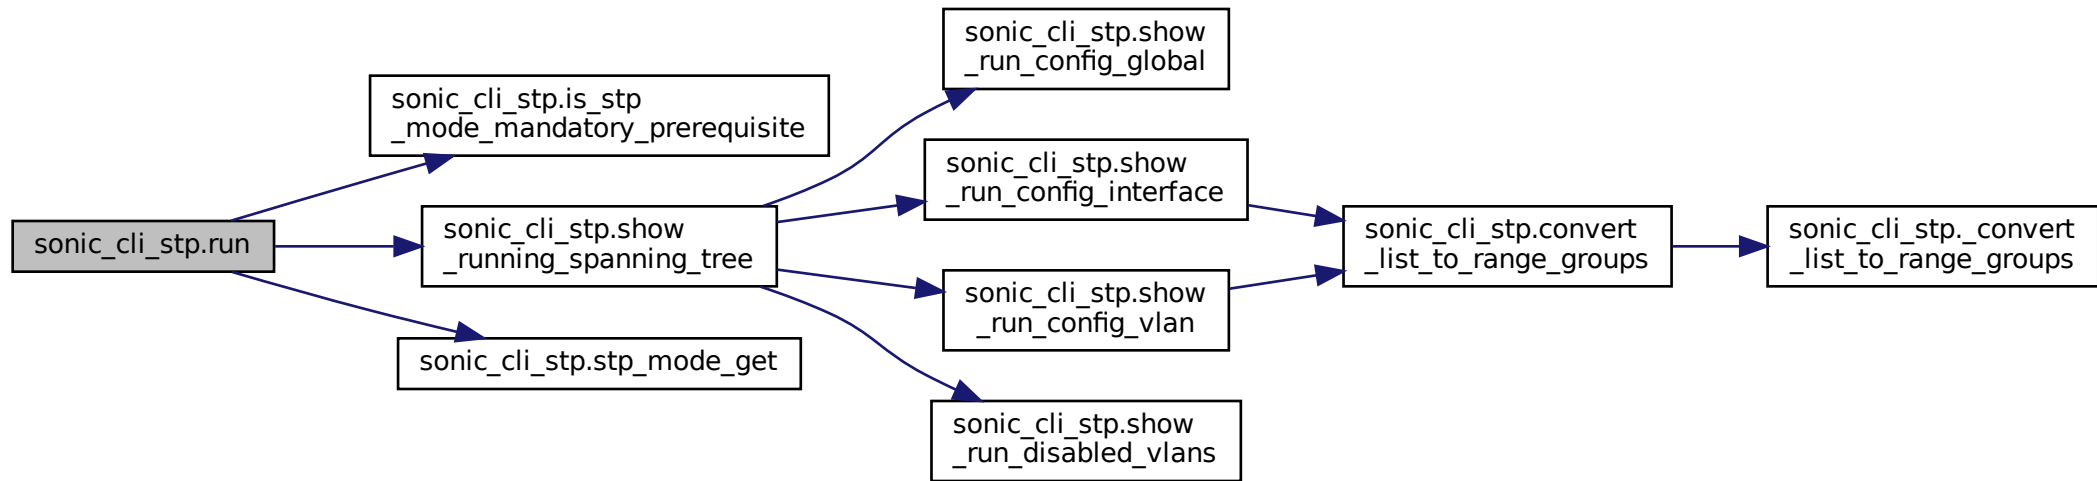 sonic_cli_stp.run
sonic_cli_stp.is_stp
_mode_mandatory_prerequisite
sonic_cli_stp.show
_running_spanning_tree
sonic_cli_stp.stp_mode_get
sonic_cli_stp.show
_run_config_global
sonic_cli_stp.show
_run_config_interface
sonic_cli_stp.show
_run_config_vlan
sonic_cli_stp.show
_run_disabled_vlans
sonic_cli_stp.convert
_list_to_range_groups
sonic_cli_stp._convert
_list_to_range_groups